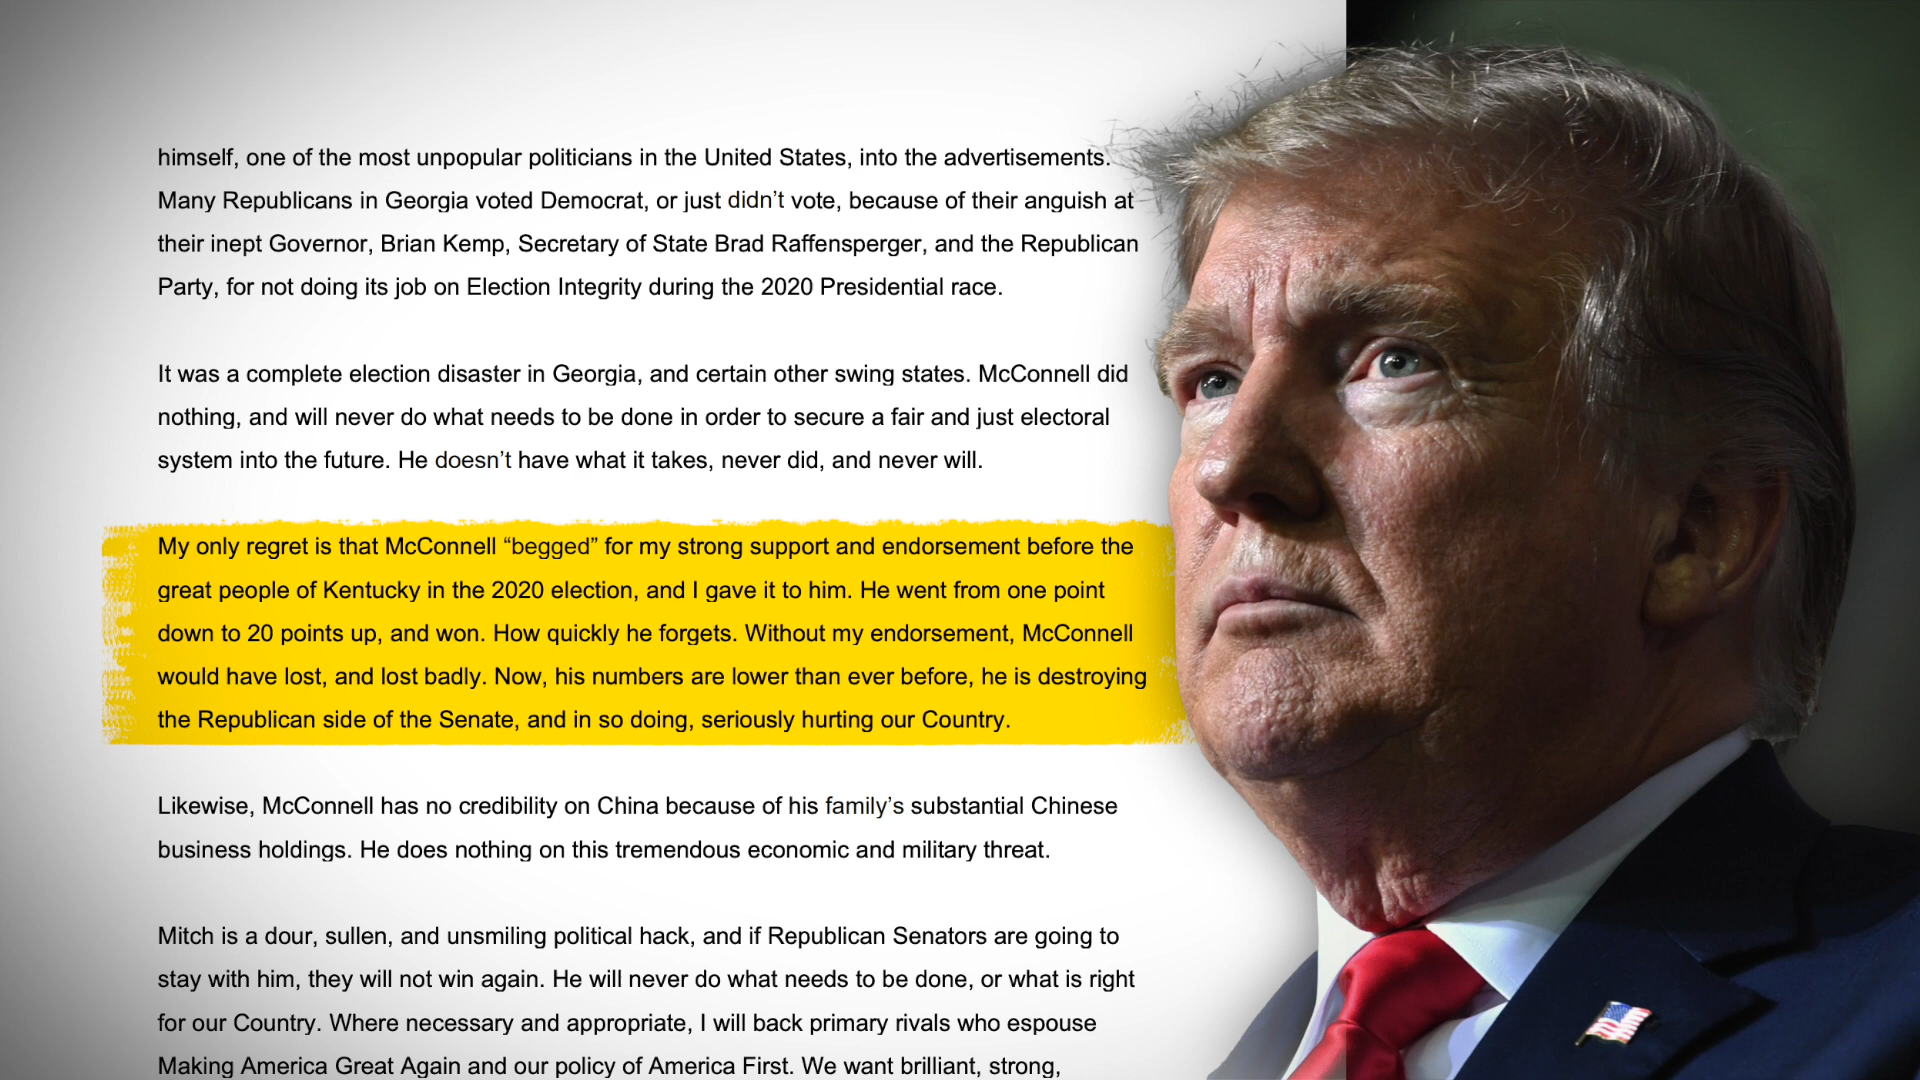 himself, one of the most unpopular politicians in the United States, into the advertisements.
Many Republicans in Georgia voted Democrat, or just didn’t vote, because of their anguish at
their inept Governor, Brian Kemp, Secretary of State Brad Raffensperger, and the Republican
Party, for not doing its job on Election Integrity during the 2020 Presidential race.
It was a complete election disaster in Georgia, and certain other swing states. McConnell did
nothing, and will never do what needs to be done in order to secure a fair and just electoral
system into the future. He doesn’t have what it takes, never did, and never will.
My only regret is that McConnell “begged” for my strong support and endorsement before the
great people of Kentucky in the 2020 election, and I gave it to him. He went from one point
down to 20 points up, and won. How quickly he forgets. Without my endorsement, McConnell
would have lost, and lost badly. Now, his numbers are lower than ever before, he is destroying
the Republican side of the Senate, and in so doing, seriously hurting our Country.
Likewise, McConnell has no credibility on China because of his family’s substantial Chinese
business holdings. He does nothing on this tremendous economic and military threat.
Mitch is a dour, sullen, and unsmiling political hack, and if Republican Senators are going to
stay with him, they will not win again. He will never do what needs to be done, or what is right
for our Country. Where necessary and appropriate, I will back primary rivals who espouse
Making America Great Again and our policy of America First. We want brilliant, strong,